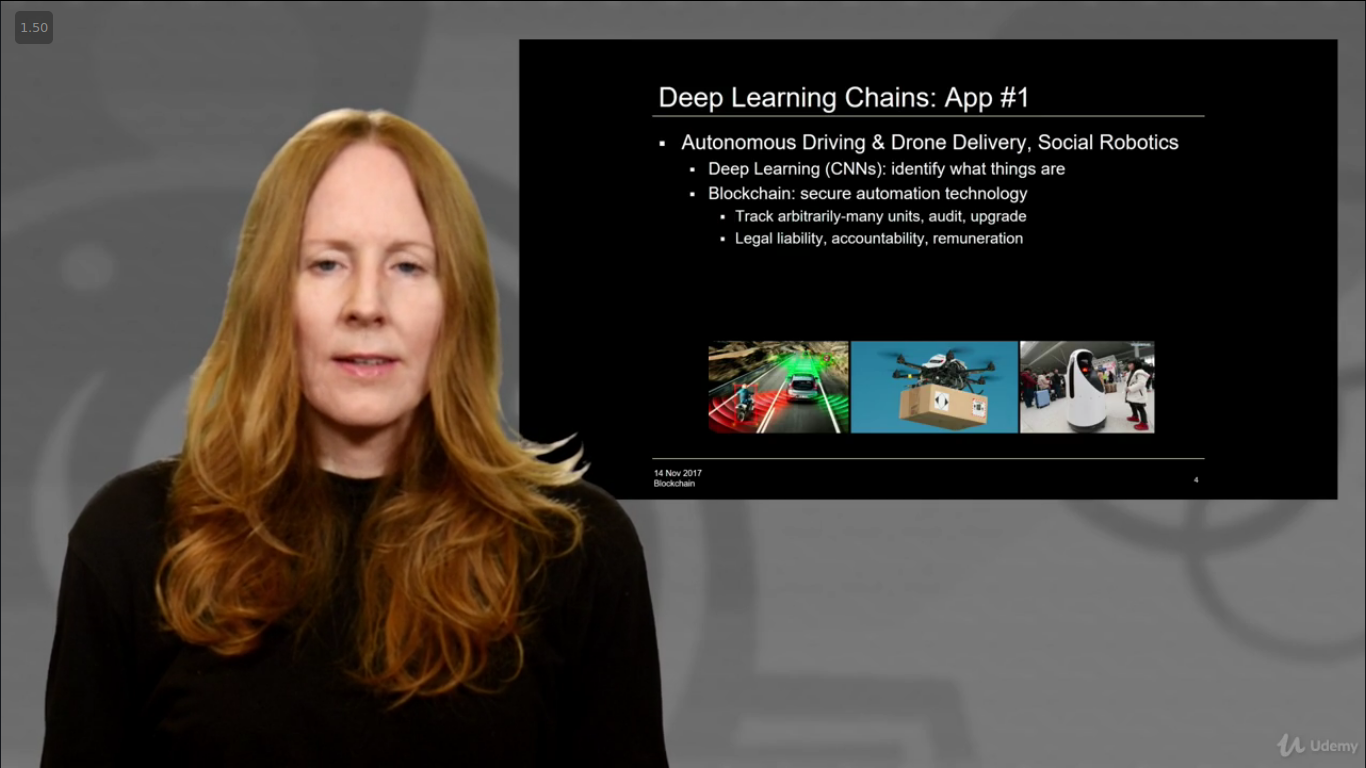 1.50
Deep Learning Chains: App #1
▪ Autonomous Driving & Drone Delivery, Social Robotics
▪ Deep Learning (CNNs): identify what things are
▪ Blockchain: secure automation technology
▪ Track arbitrarily-many units, audit, upgrade
▪ Legal liability, accountability, remuneration
14 Nov 2017
Blockchain
4
Udemy